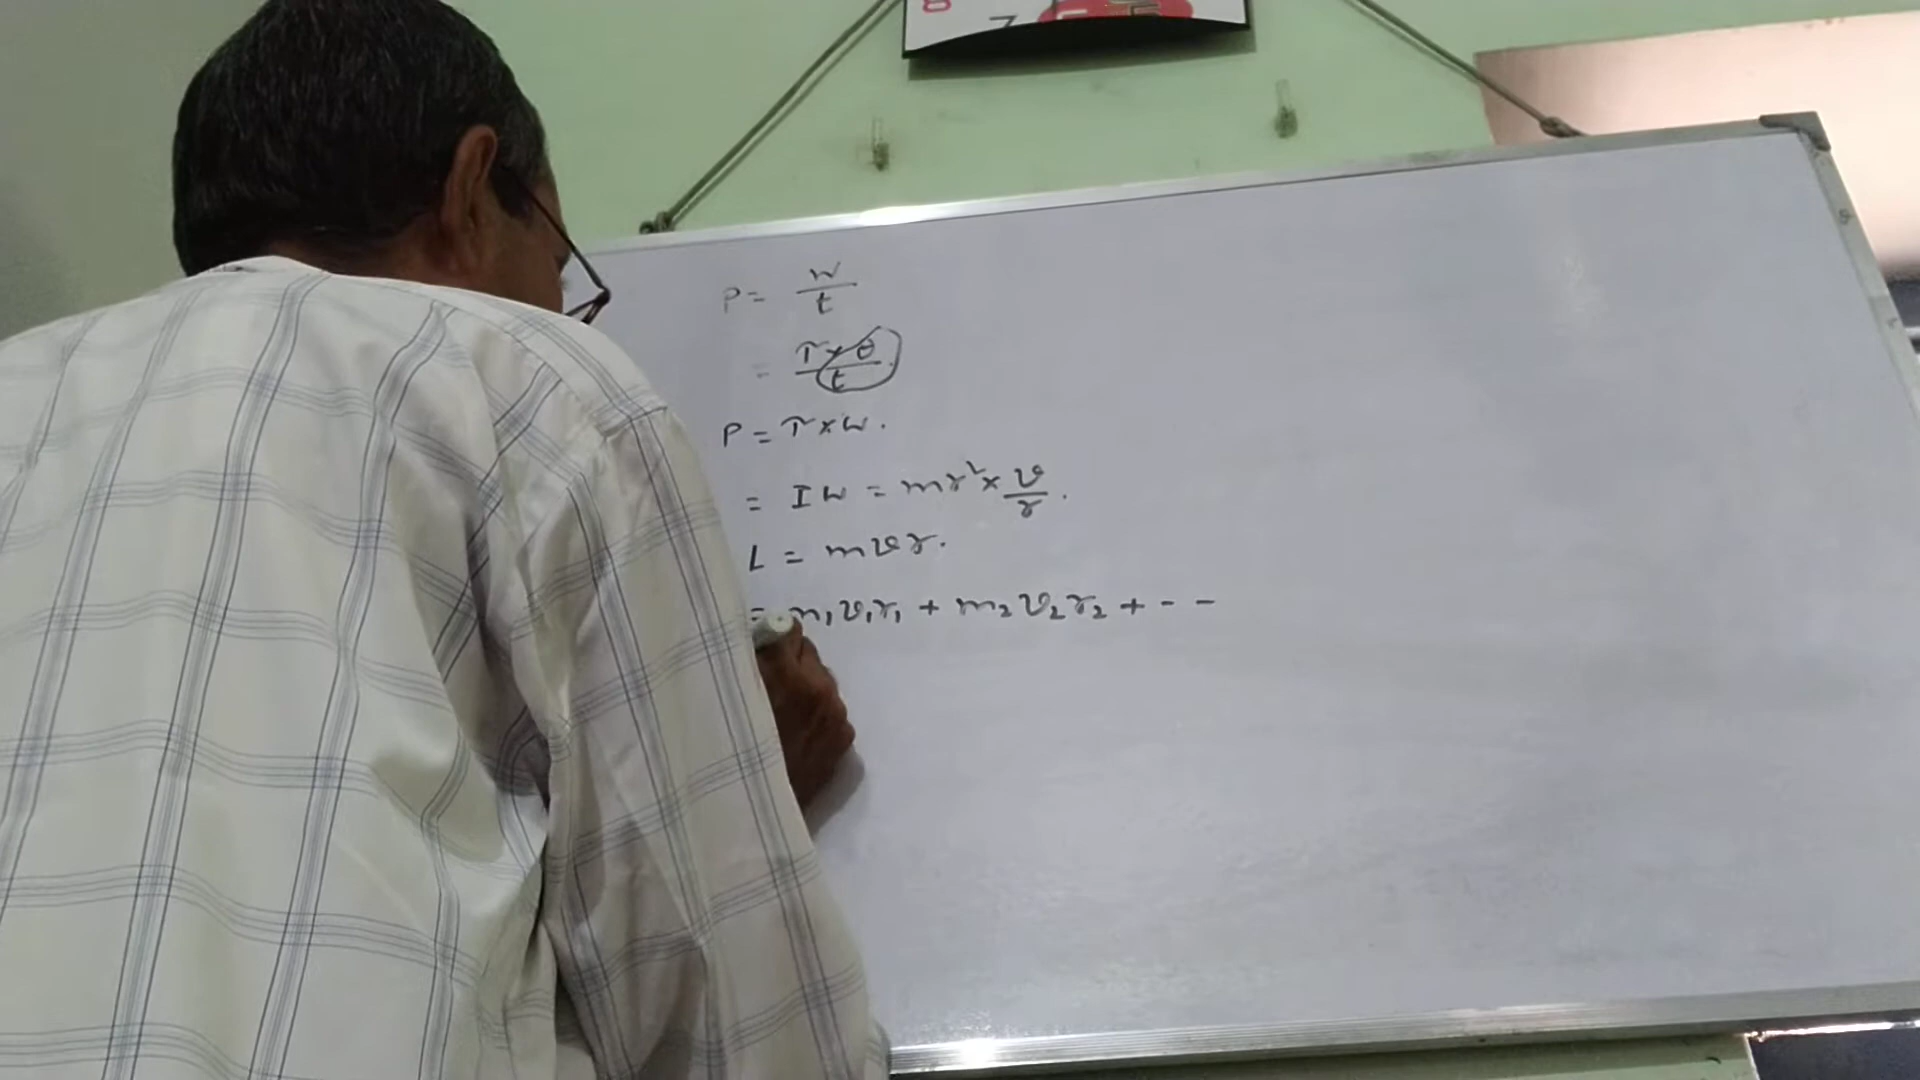 P = W/t
= τ×θ/t
P = τ×ω.
= Iω = mr²× v/r.
L = mvr.
= m₁v₁r₁ + m₂v₂r₂ + - -